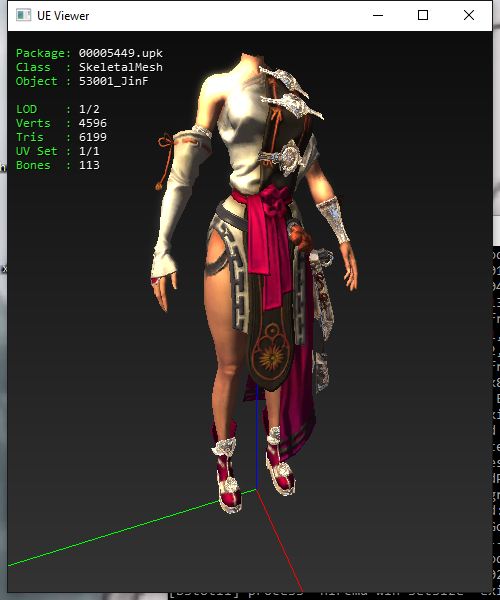 UE Viewer
Package: 00005449.upk
Class : SkeletalMesh
Object : 53001_JinF
LOD : 1/2
Verts : 4596
Tris : 6199
UV Set : 1/1
Bones : 113